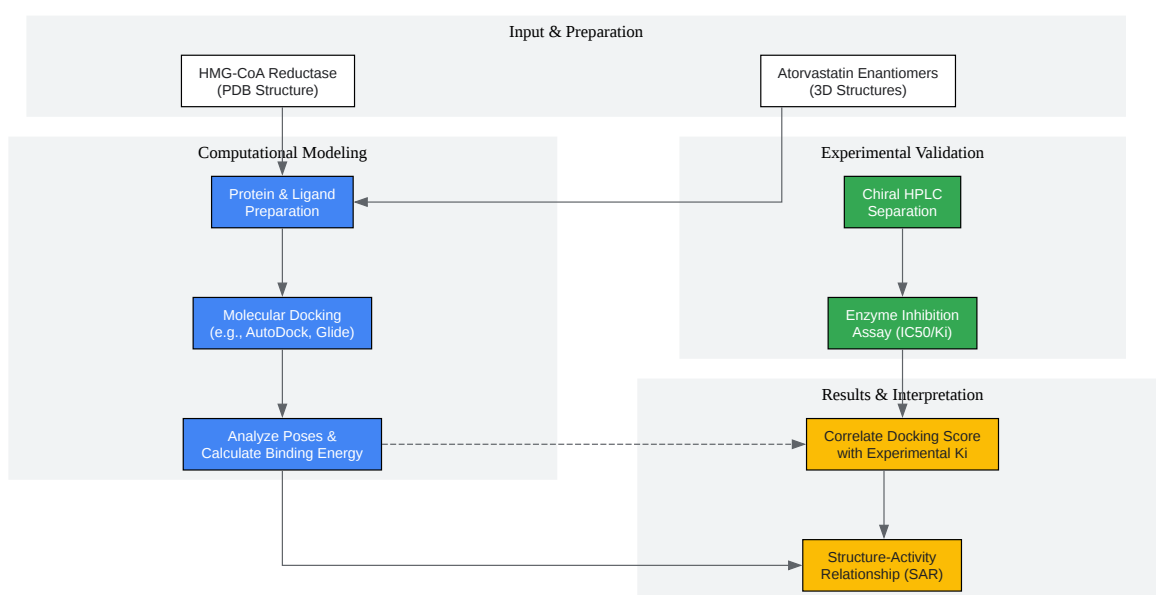 Input & Preparation
HMG-CoA Reductase
(PDB Structure)
Atorvastatin Enantiomers
(3D Structures)
Computational Modeling
Experimental Validation
Protein & Ligand
Preparation
Chiral HPLC
Separation
Molecular Docking
(e.g., AutoDock, Glide)
Enzyme Inhibition
Assay (IC50/Ki)
Results & Interpretation
Analyze Poses &
Calculate Binding Energy
Correlate Docking Score
with Experimental Ki
Structure-Activity
Relationship (SAR)